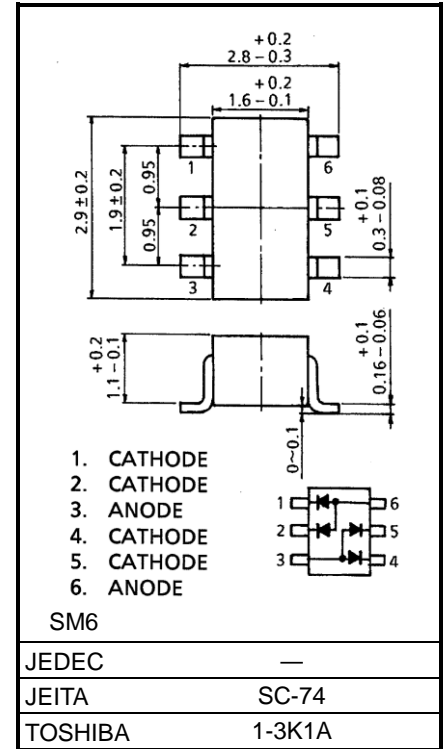 +0.2
2.8 – 0.3
+0.2
1.6 – 0.1
2.9 ± 0.2
1.9 ± 0.2
0.95
0.95
1
6
2
5
3
4
+0.1
0.3 – 0.08
+0.2
1.1 – 0.1
+0.1
0.16 – 0.06
0~0.1
1. CATHODE
2. CATHODE
3. ANODE
4. CATHODE
5. CATHODE
6. ANODE
1 6
2 5
3 4
SM6
JEDEC —
JEITA SC-74
TOSHIBA 1-3K1A